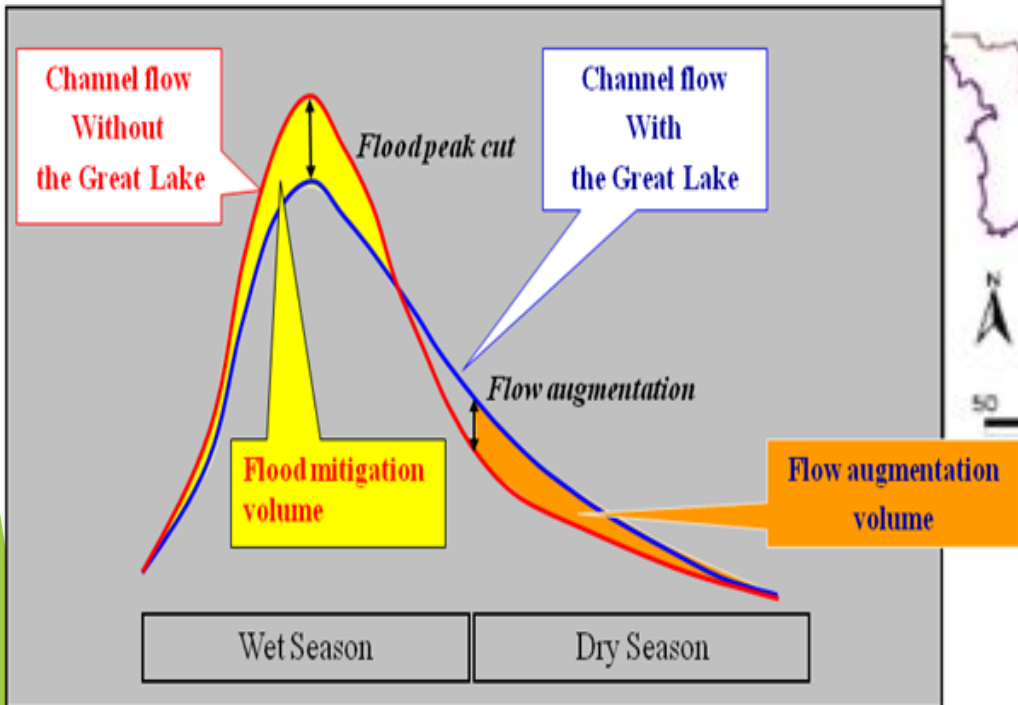 Channel flow
Without
the Great Lake
Flood peak cut
Channel flow
With
the Great Lake
Flow augmentation
Flood mitigation
volume
Flow augmentation
volume
Wet Season
Dry Season
N
50